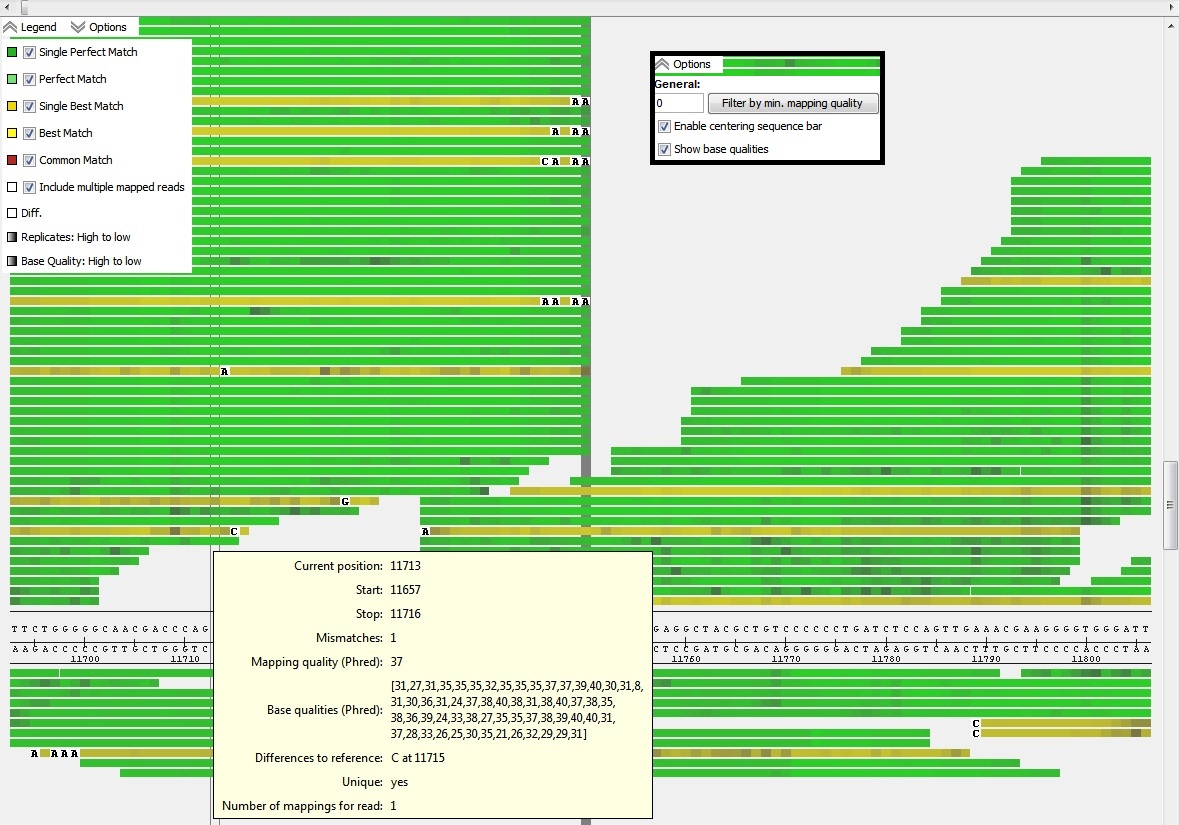 Legend Options
Single Perfect Match
Perfect Match
Single Best Match
Best Match
Common Match
Include multiple mapped reads
Diff.
Replicates: High to low
Base Quality: High to low
Options
General:
0 Filter by min. mapping quality
Enable centering sequence bar
Show base qualities
A A
A A A
C A A A
A A A A
A
G
C
A
Current position: 11713
Start: 11657
Stop: 11716
Mismatches: 1
Mapping quality (Phred): 37
Base qualities (Phred): [31,27,31,35,35,35,32,35,35,35,37,37,39,40,30,31,8,
31,30,36,31,24,37,38,40,38,31,38,40,37,38,35,
38,36,39,24,33,38,27,35,35,37,38,39,40,40,31,
37,28,33,26,25,30,35,21,26,32,29,29,31]
Differences to reference: C at 11715
Unique: yes
Number of mappings for read: 1
T T C T G G G G G C A A C G A C C C A G
A A G A C C C C C G T T G C T G G G T C
11700 11710 11760 11770 11780 11790 11800
C
C
A A A A